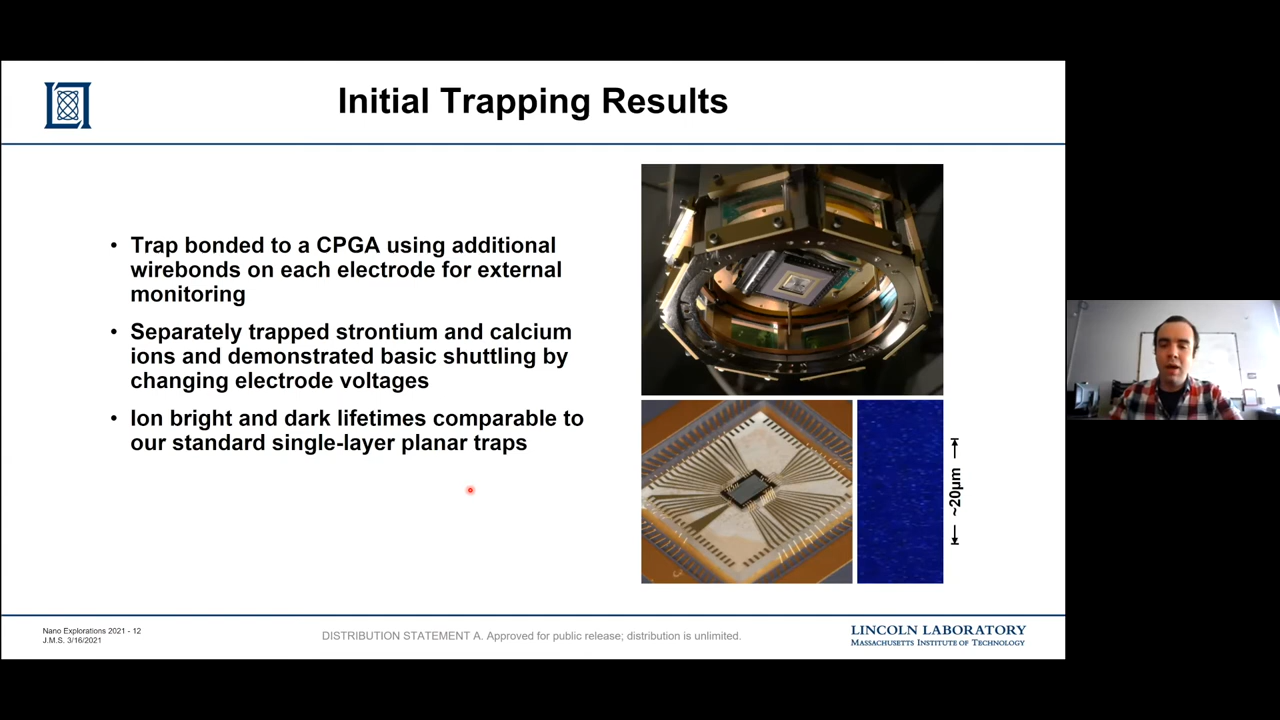 Initial Trapping Results
• Trap bonded to a CPGA using additional
wirebonds on each electrode for external
monitoring
• Separately trapped strontium and calcium
ions and demonstrated basic shuttling by
changing electrode voltages
• Ion bright and dark lifetimes comparable to
our standard single-layer planar traps
~20µm
Nano Explorations 2021 - 12
J.M.S. 3/16/2021
DISTRIBUTION STATEMENT A. Approved for public release; distribution is unlimited.
LINCOLN LABORATORY
MASSACHUSETTS INSTITUTE OF TECHNOLOGY